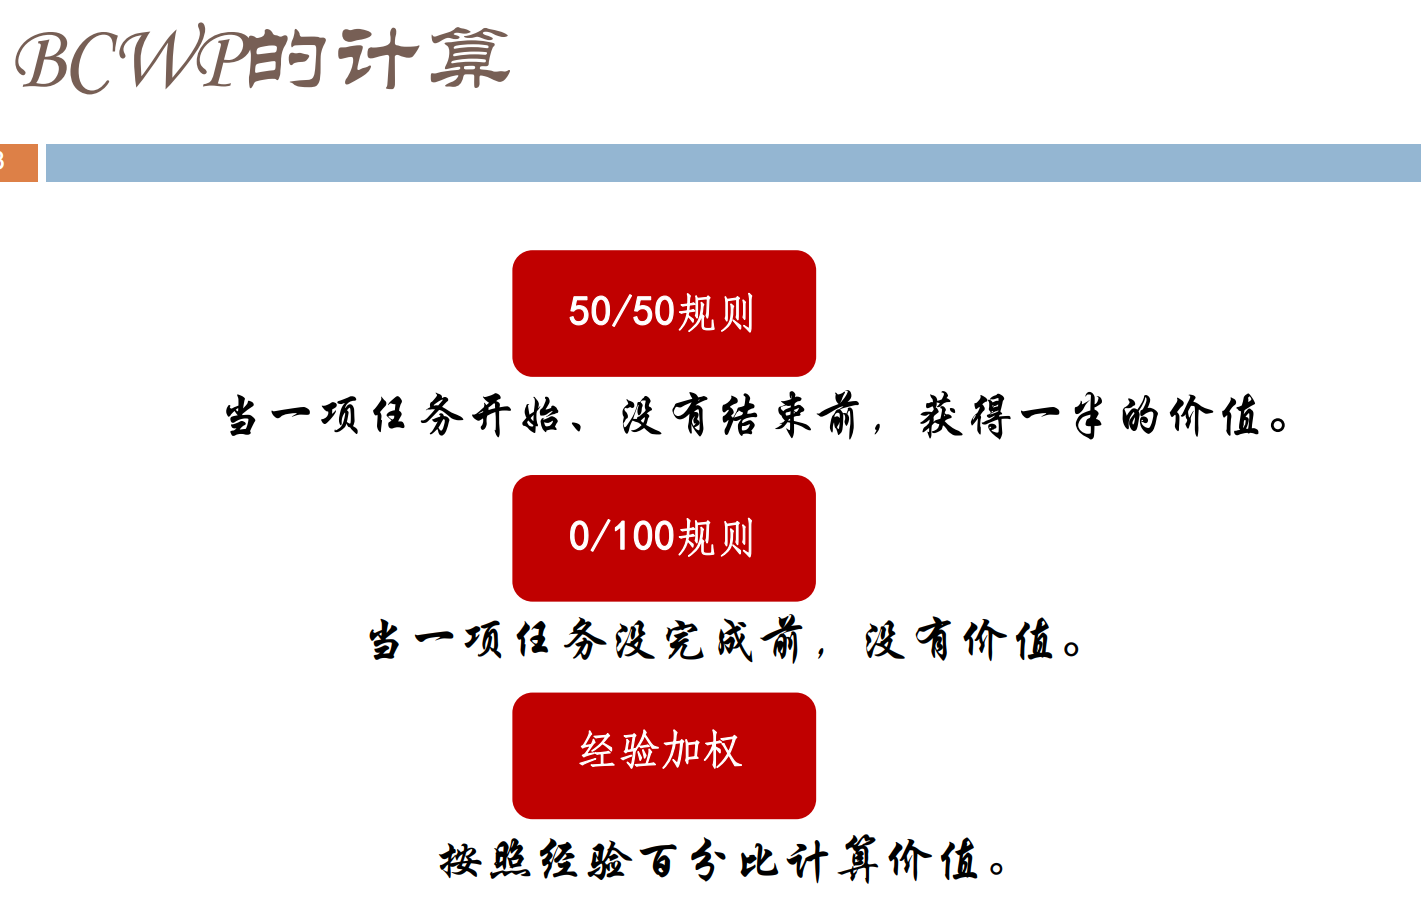 BCWP的计算
3
50/50规则
当一项任务开始、没有结束前，获得一半的价值。
0/100规则
当一项任务没完成前，没有价值。
经验加权
按照经验百分比计算价值。